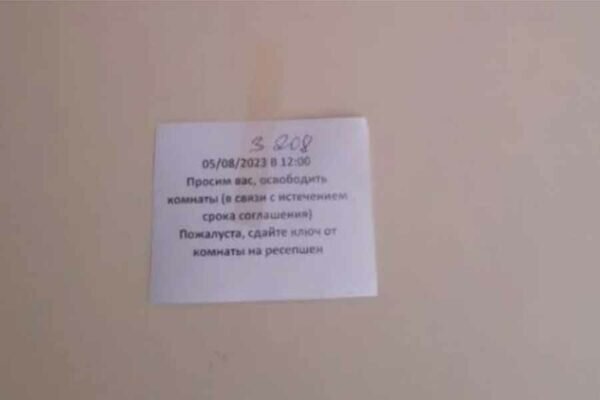 3 208
05/08/2023 В 12:00
Просим вас, освободить
комнаты (в связи с истечением
срока соглашения)
Пожалуста, сдайте ключ от
комнаты на ресепшен